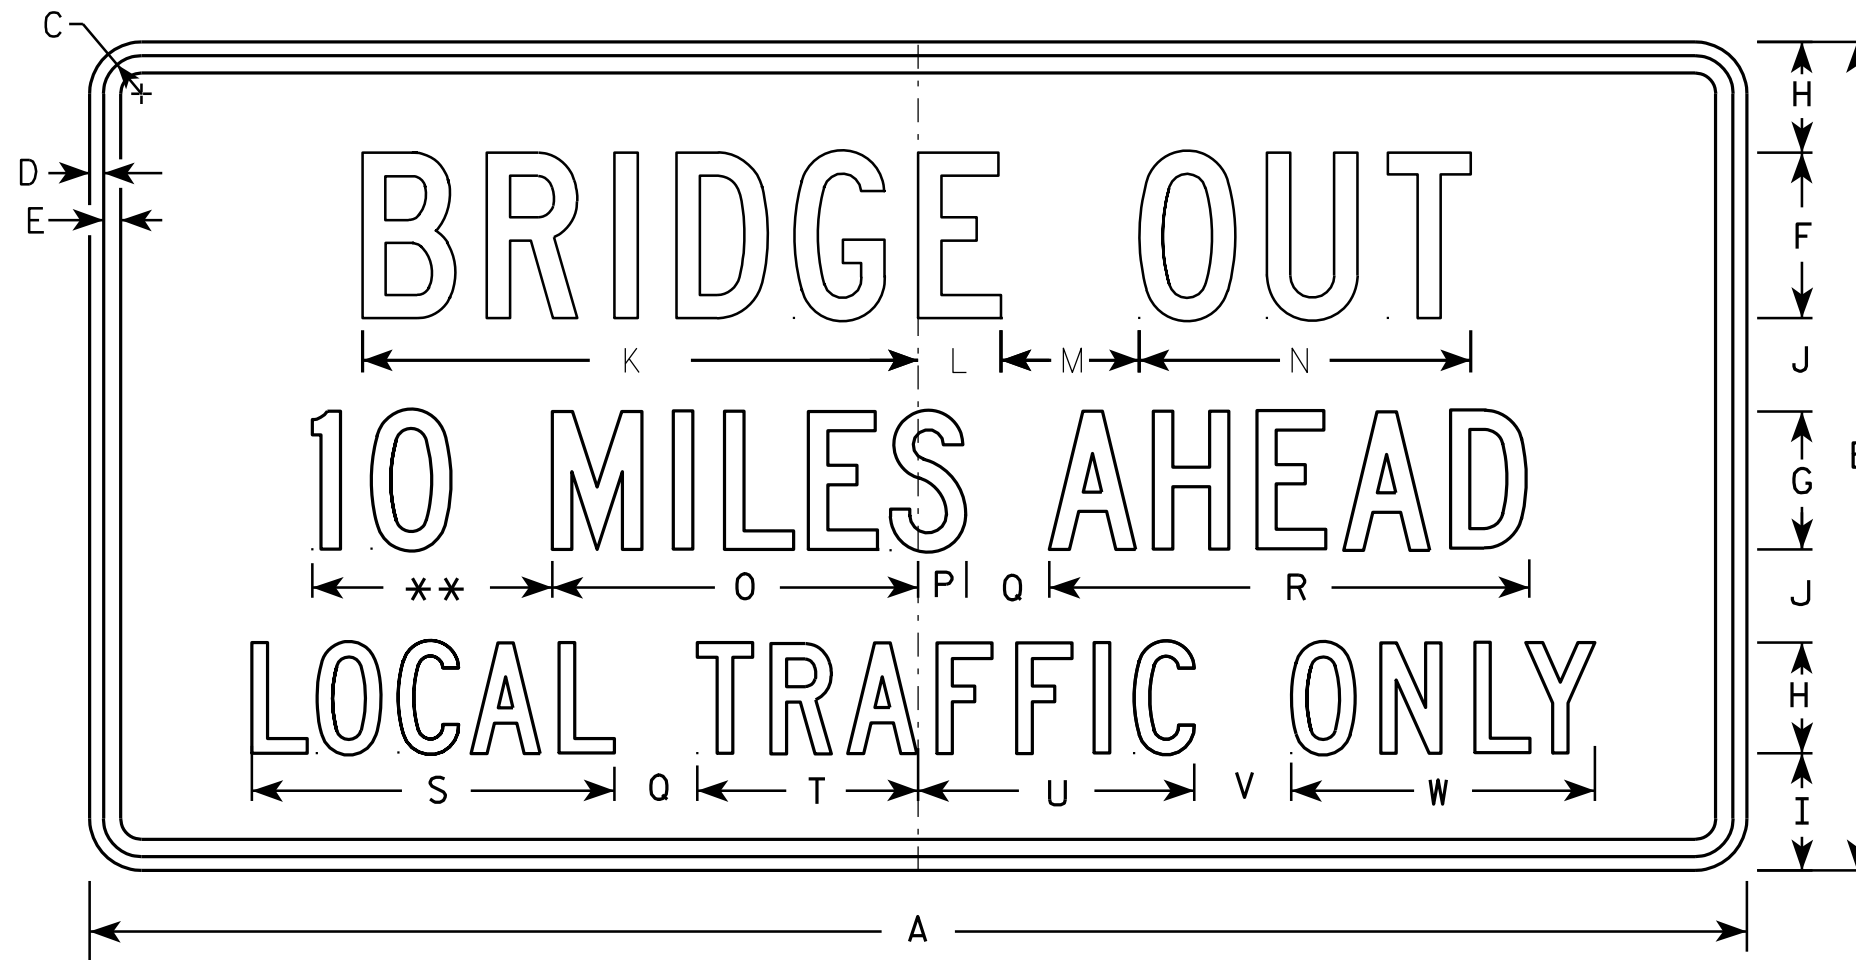 C
H
BRIDGE OUT
D
E
F
K L M N
J
10 MILES AHEAD
G
** O P Q R
J
LOCAL TRAFFIC ONLY
H
S Q T U V W
I
A